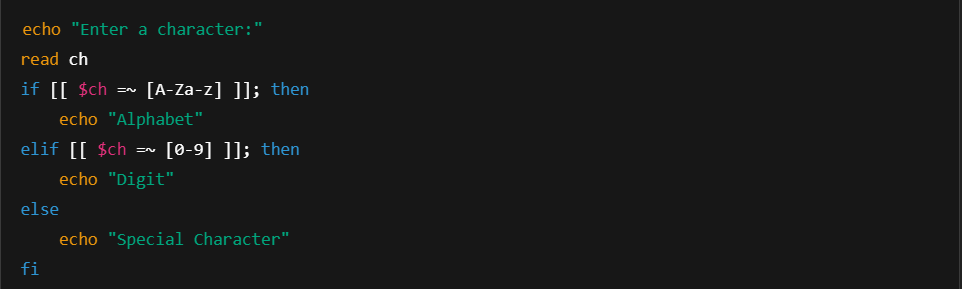 echo "Enter a character:"
read ch
if [[ $ch =~ [A-Za-z] ]]; then
    echo "Alphabet"
elif [[ $ch =~ [0-9] ]]; then
    echo "Digit"
else
    echo "Special Character"
fi